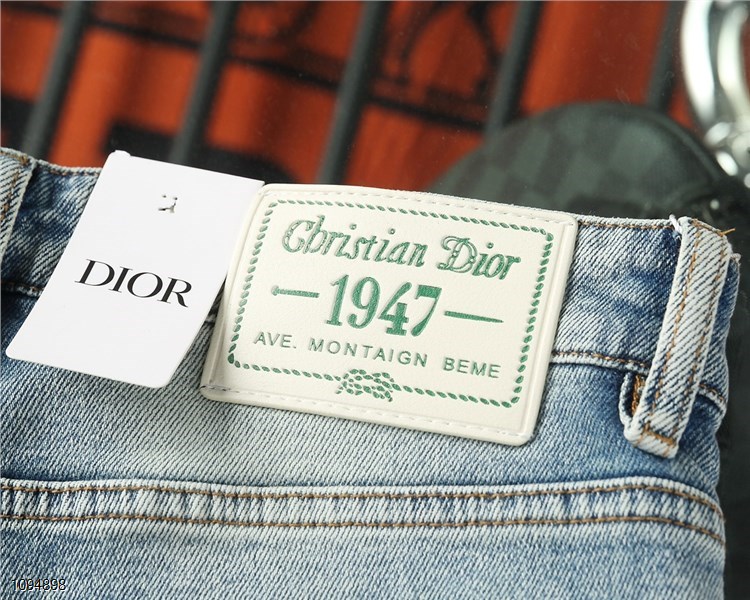 DIOR
Christian Dior
1947
AVE. MONTAIGN BEME
1094898